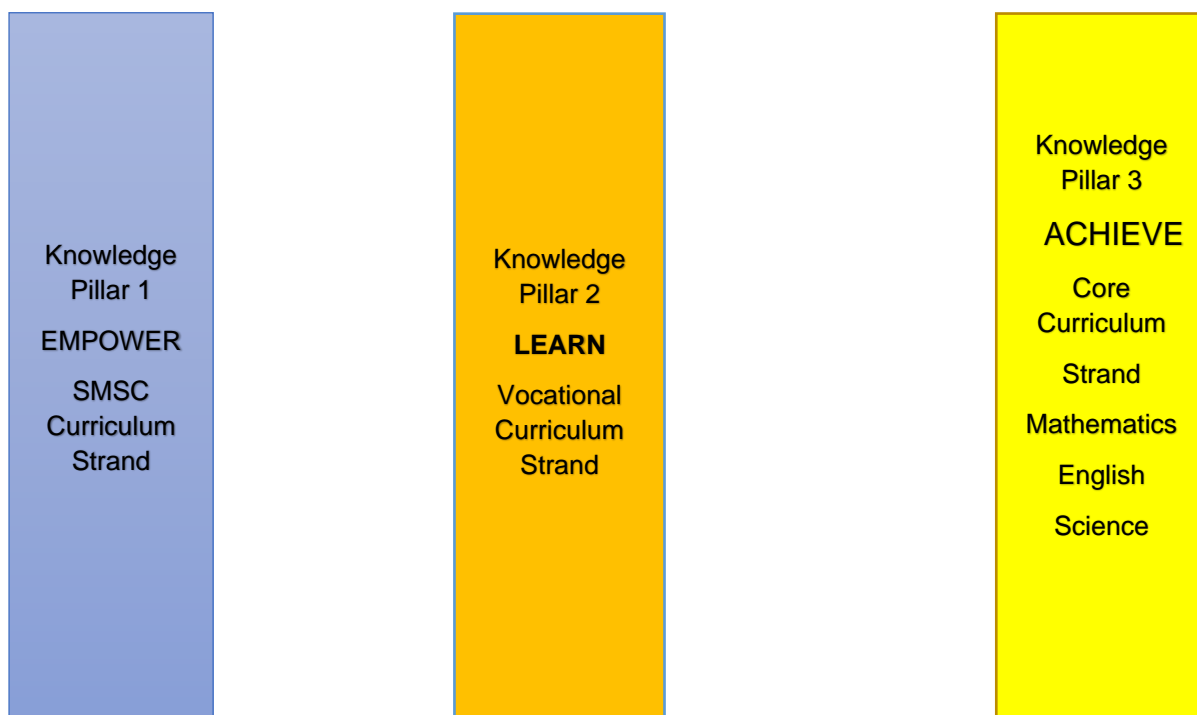 Knowledge
Pillar 1
EMPOWER
SMSC
Curriculum
Strand
Knowledge
Pillar 2
LEARN
Vocational
Curriculum
Strand
Knowledge
Pillar 3
ACHIEVE
Core
Curriculum
Strand
Mathematics
English
Science